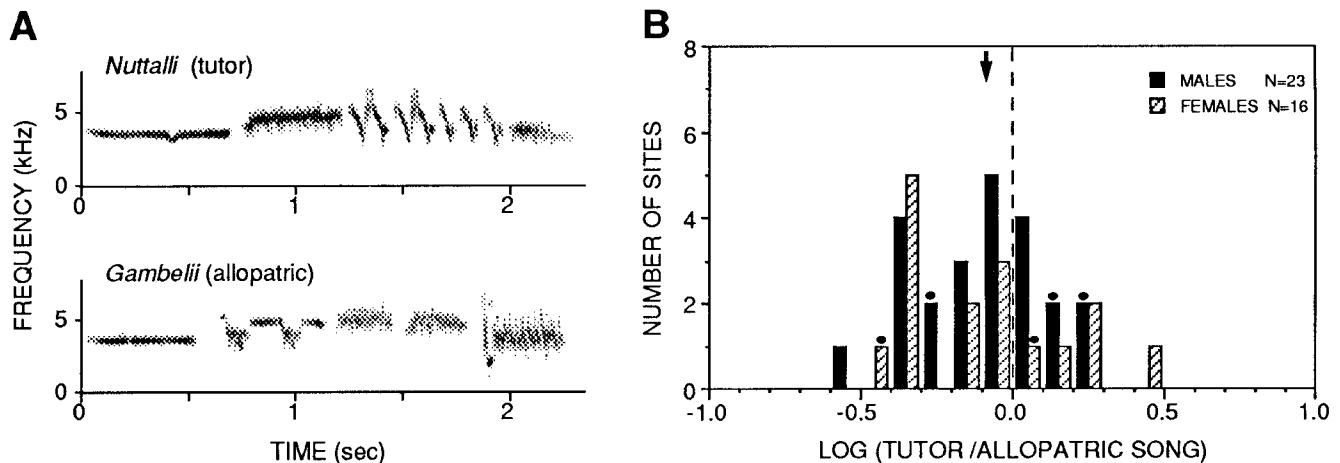 A
Nuttalli (tutor)
5
0
0 1 2
Gambelii (allopatric)
5
0
0 1 2
FREQUENCY (kHz)
TIME (sec)
B
8
6
4
2
0
MALES N=23
FEMALES N=16
-1.0 -0.5 0.0 0.5 1.0
NUMBER OF SITES
LOG (TUTOR /ALLOPATRIC SONG)